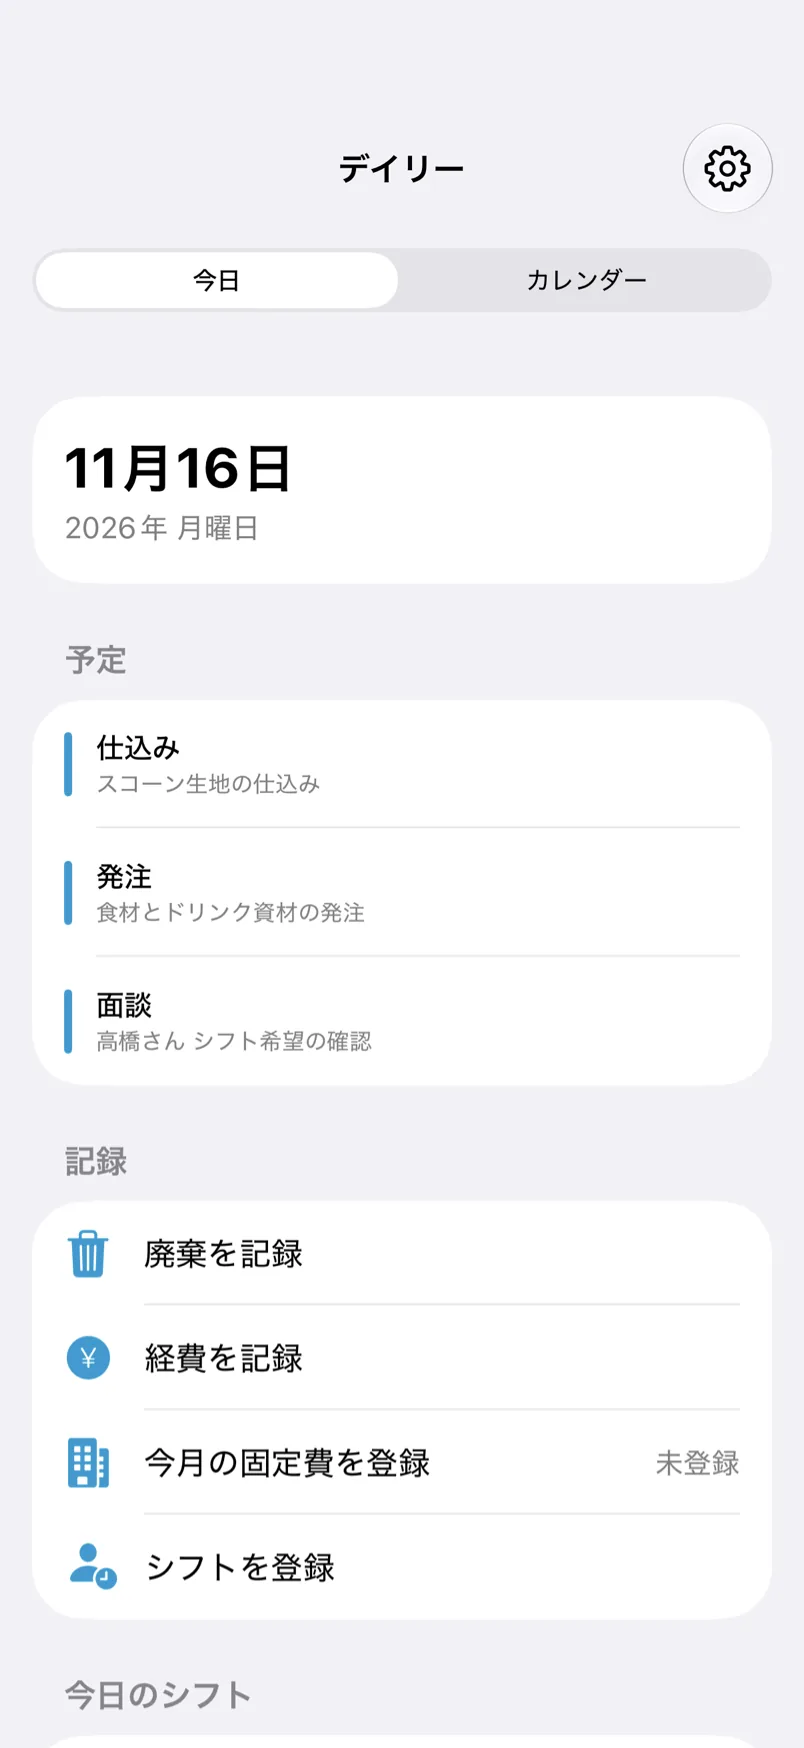 デイリー
今日
カレンダー
11月16日
2026年 月曜日
予定
仕込み
スコーン生地の仕込み
発注
食材とドリンク資材の発注
面談
高橋さん シフト希望の確認
記録
廃棄を記録
¥
経費を記録
今月の固定費を登録
未登録
シフトを登録
今日のシフト